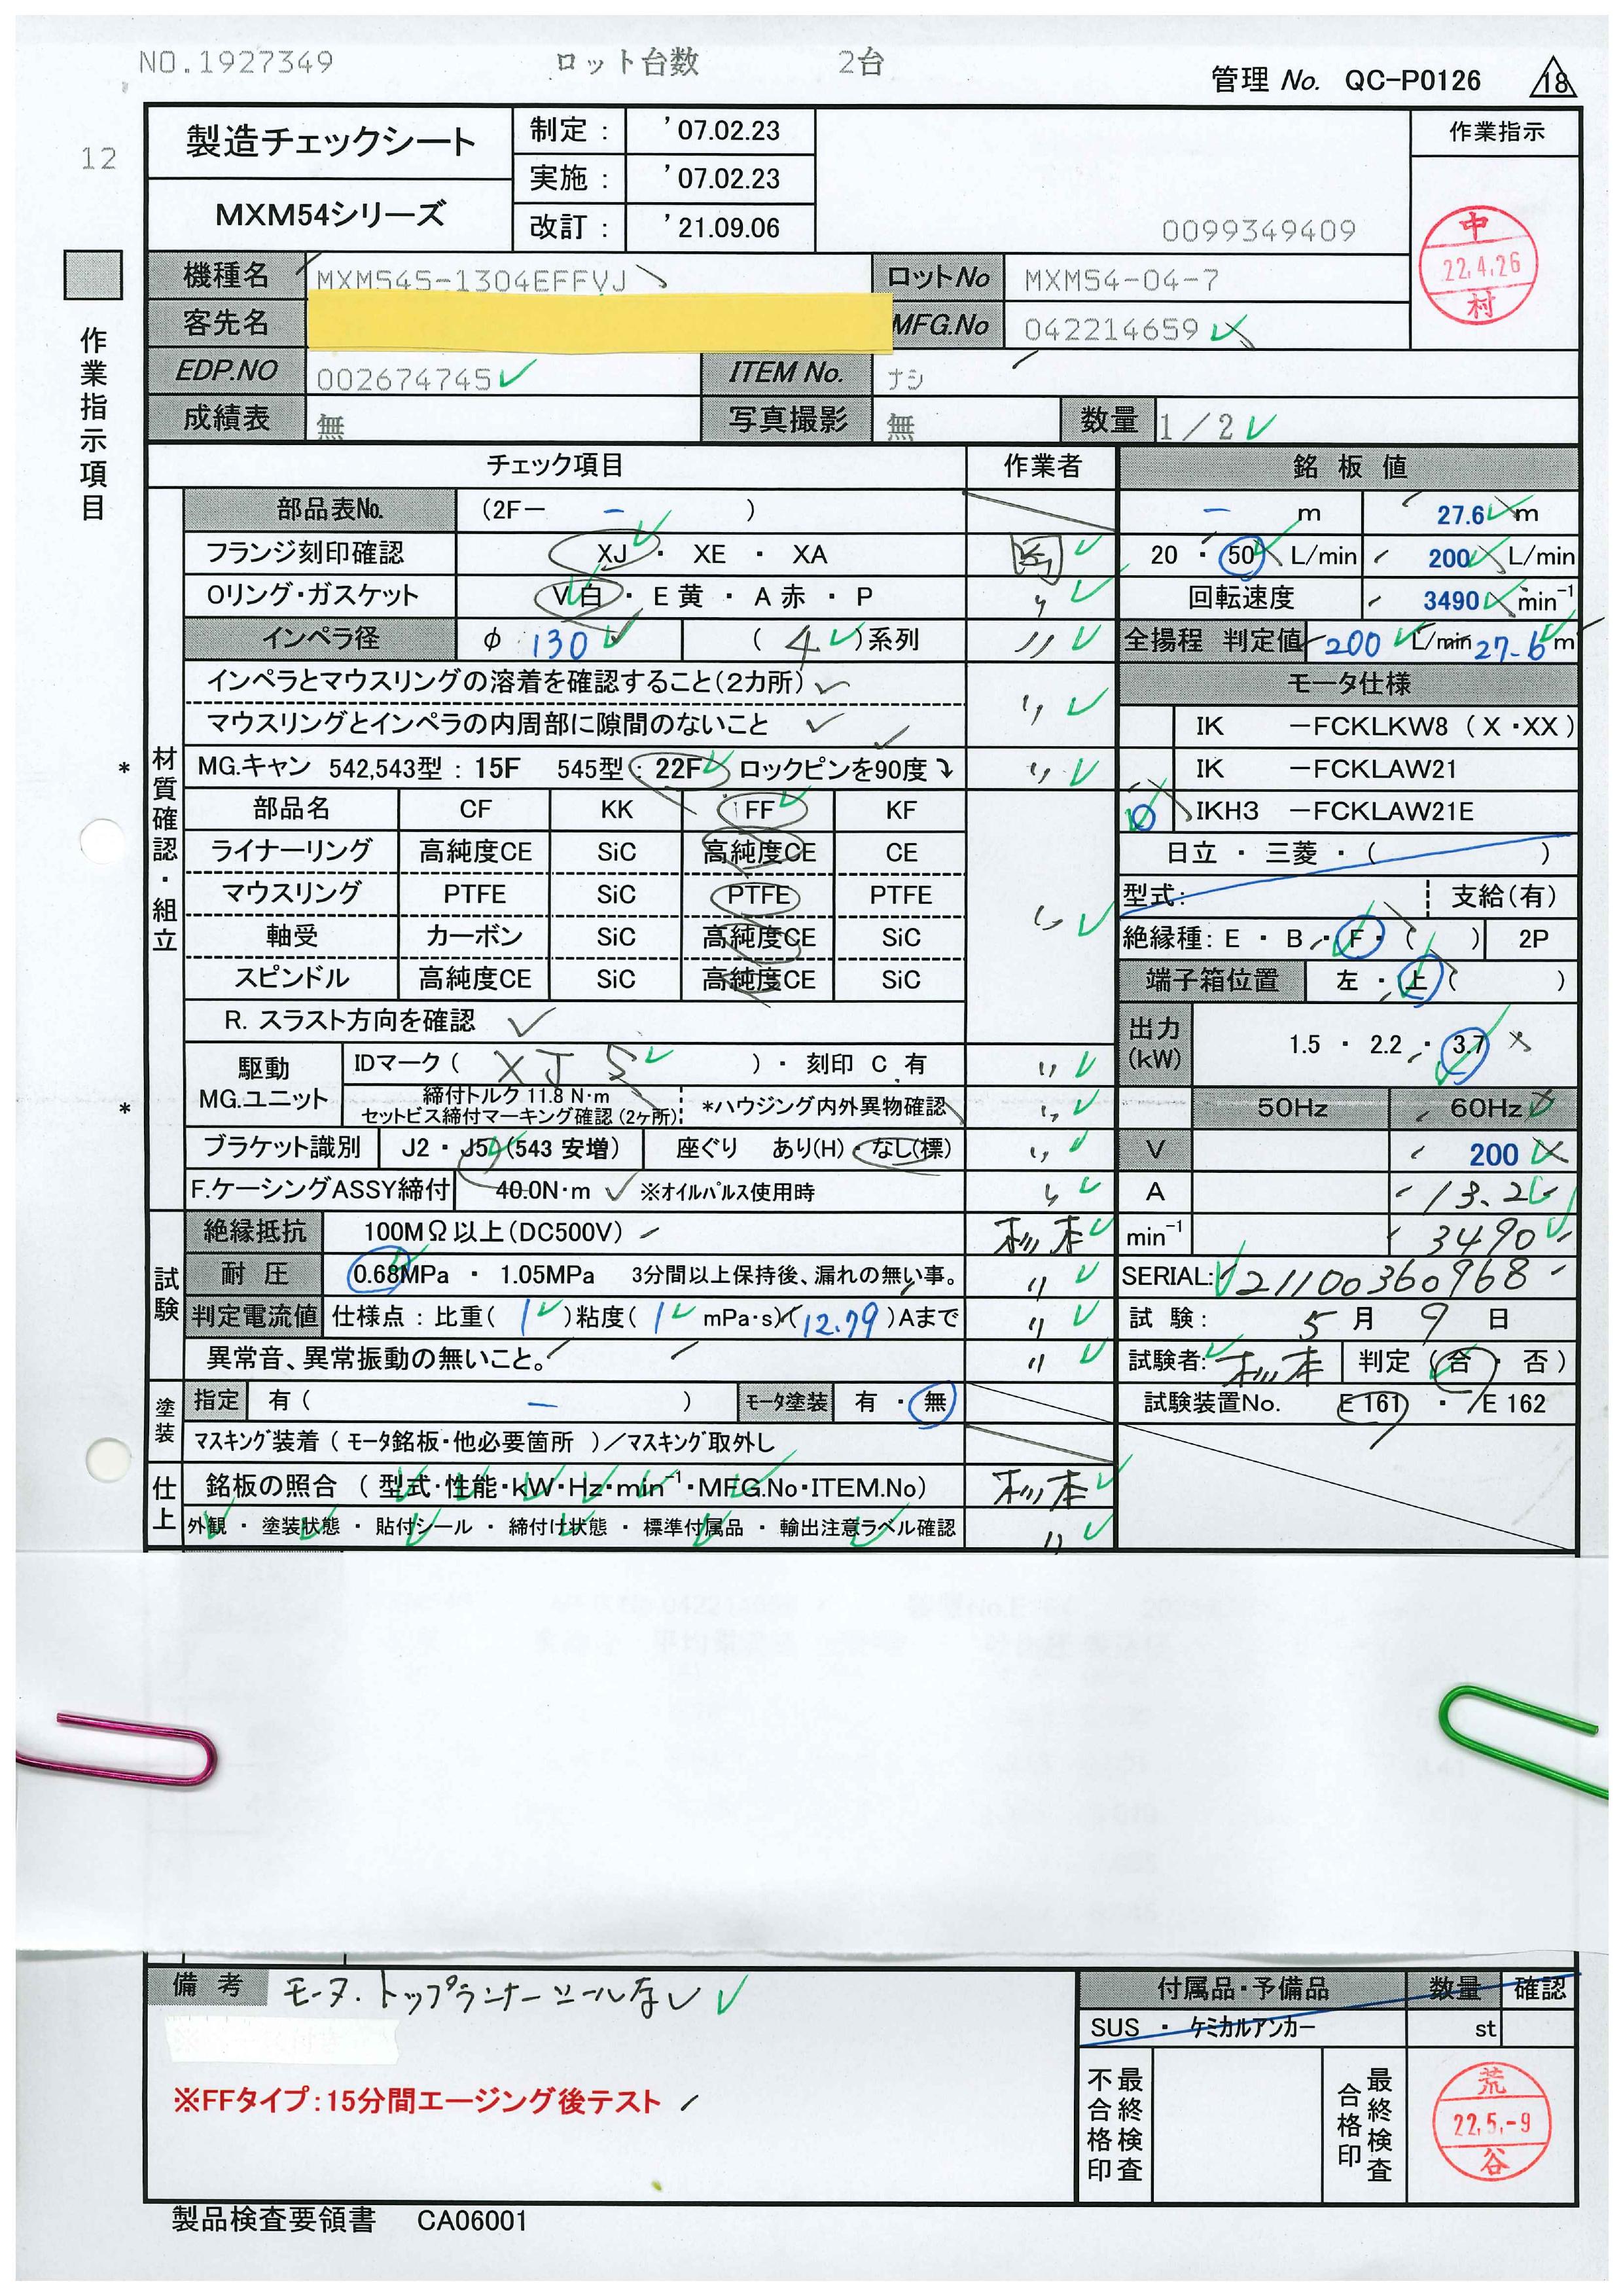 NO.1927349 ロット台数 2台
管理 No. QC-P0126 18
12
製造チェックシート
MXM54シリーズ
制定： '07.02.23
実施： '07.02.23
改訂： '21.09.06
0099349409
作業指示
中
22.4.26
村
作業指示項目
機種名 MXM545-1304EFFVJ
ロットNo MXM54-04-7
客先名
MFG.No 042214659
EDP.NO 002674745
ITEM No. ナシ
成績表 無
写真撮影 無
数量 1/2
チェック項目 作業者
材質確認・組立
部品表No. (2F- - )
フランジ刻印確認 XJ ・ XE ・ XA
Oリング・ガスケット V白 ・ E黄 ・ A赤 ・ P 〃
インペラ径 φ 130 ( 4 )系列 〃
インペラとマウスリングの溶着を確認すること(2カ所)
マウスリングとインペラの内周部に隙間のないこと 〃
* MG.キャン 542,543型：15F 545型：22F ロックピンを90度 〃
部品名 CF KK FF KF
ライナーリング 高純度CE SiC 高純度CE CE
マウスリング PTFE SiC PTFE PTFE
軸受 カーボン SiC 高純度CE SiC 〃
スピンドル 高純度CE SiC 高純度CE SiC
R. スラスト方向を確認
駆動MG.ユニット
IDマーク ( XJ5 ) ・ 刻印 C 有 〃
* 締付トルク 11.8 N・m
セットビス締付マーキング確認(2ヶ所) *ハウジング内外異物確認 〃
ブラケット識別 J2 ・ J5 (543 安増) 座ぐり あり(H)・なし(標) 〃
F.ケーシングASSY締付 40.0N・m ※オイルパルス使用時 〃
試験
絶縁抵抗 100MΩ以上(DC500V) 松本
耐圧 0.68MPa ・ 1.05MPa 3分間以上保持後、漏れの無い事。 〃
判定電流値 仕様点：比重( 1 )粘度( 1 mPa・s)(12.79)Aまで 〃
異常音、異常振動の無いこと。 〃
塗装
指定 有 ( - ) モータ塗装 有 ・ 無
マスキング装着 ( モータ銘板・他必要箇所 )/マスキング取外し
仕上
銘板の照合 ( 型式・性能・kW・Hz・min⁻¹・MFG.No・ITEM.No) 松本
外観 ・ 塗装状態 ・ 貼付シール ・ 締付け状態 ・ 標準付属品 ・ 輸出注意ラベル確認 〃
銘板値
- m 27.6 m
20 ・ 50 L/min 200 L/min
回転速度 3490 min⁻¹
全揚程 判定値 200 L/min 27.6 m
モータ仕様
IK -FCKLKW8 (X・XX)
IK -FCKLAW21
IKH3 -FCKLAW21E
日立 ・ 三菱 ・ ( )
型式: 支給(有)
絶縁種: E ・ B ・ F ・ ( ) 2P
端子箱位置 左 ・ 上 ( )
出力(kW) 1.5 ・ 2.2 ・ 3.7
50Hz 60Hz
V 200
A 13.2
min⁻¹ 3490
SERIAL: 21100360968
試験: 5月9日
試験者: 松本 判定 (合 ・ 否)
試験装置No. E 161 ・ E 162
備考 モータ.トップランナーシールなし
※FFタイプ：15分間エージング後テスト
付属品・予備品 数量 確認
SUS ・ ケミカルアンカー st
最終検査不合格印
最終検査合格印
荒
22.5.-9
谷
製品検査要領書 CA06001